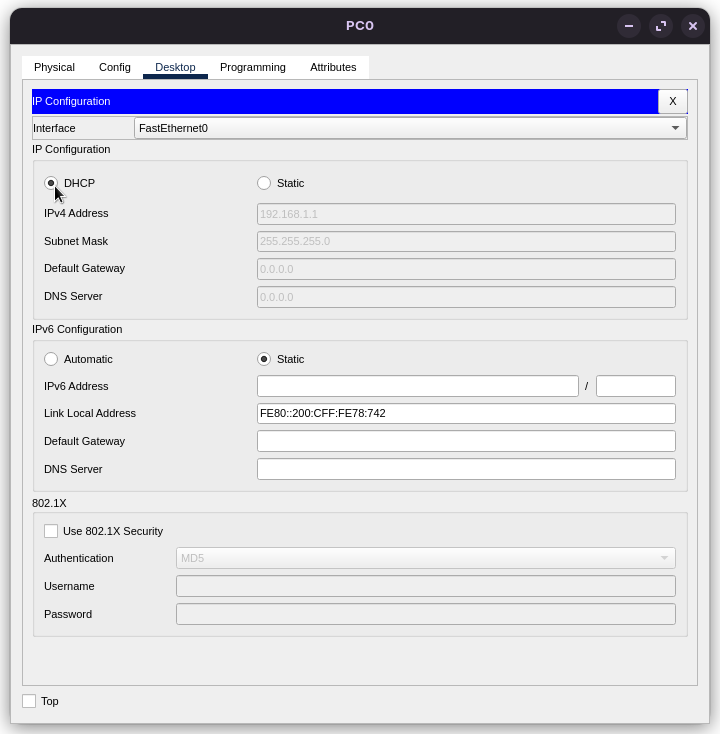 PC0
Physical Config Desktop Programming Attributes
IP Configuration X
Interface FastEthernet0
IP Configuration
DHCP Static
IPv4 Address 192.168.1.1
Subnet Mask 255.255.255.0
Default Gateway 0.0.0.0
DNS Server 0.0.0.0
IPv6 Configuration
Automatic Static
IPv6 Address /
Link Local Address FE80::200:CFF:FE78:742
Default Gateway
DNS Server
802.1X
Use 802.1X Security
Authentication MD5
Username
Password
Top